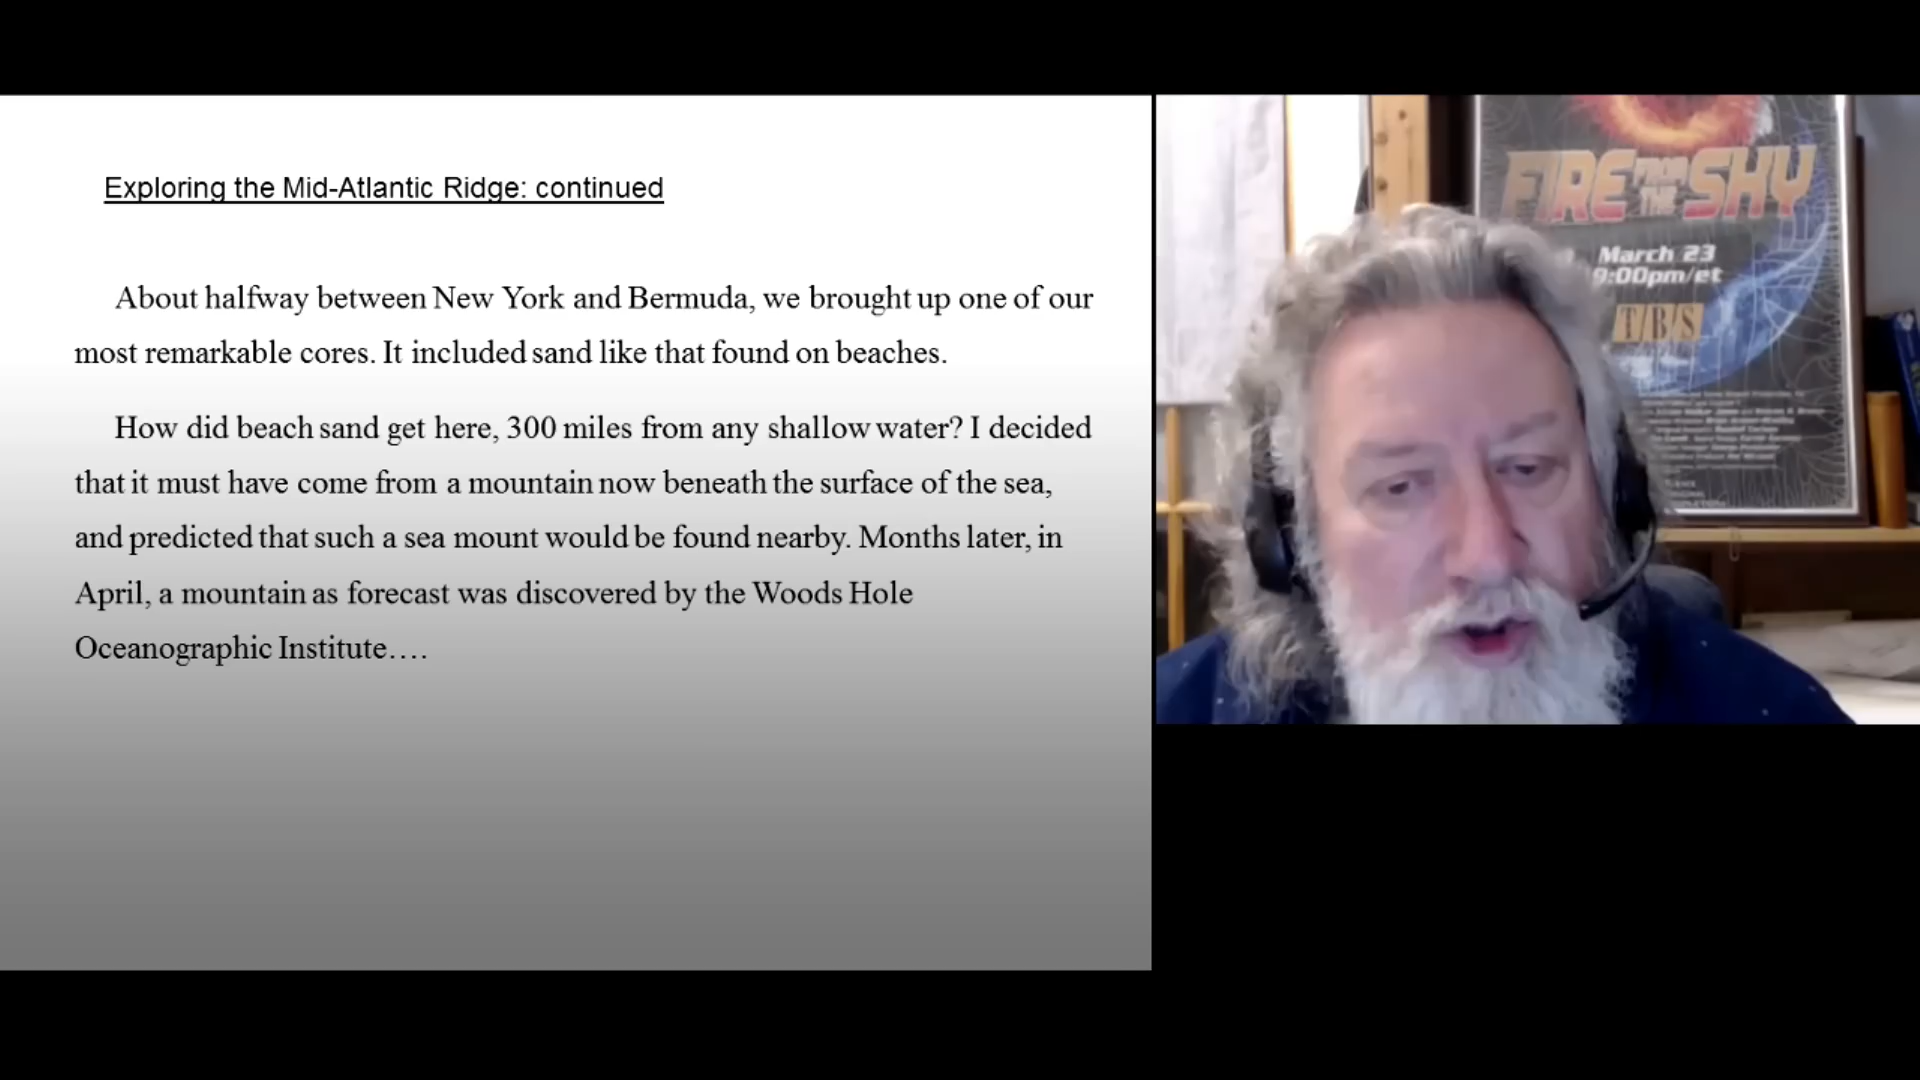 Exploring the Mid-Atlantic Ridge: continued
About halfway between New York and Bermuda, we brought up one of our
most remarkable cores. It included sand like that found on beaches.
How did beach sand get here, 300 miles from any shallow water? I decided
that it must have come from a mountain now beneath the surface of the sea,
and predicted that such a sea mount would be found nearby. Months later, in
April, a mountain as forecast was discovered by the Woods Hole
Oceanographic Institute….
FIRE FROM THE SKY
March 23
9:00pm/et
TBS